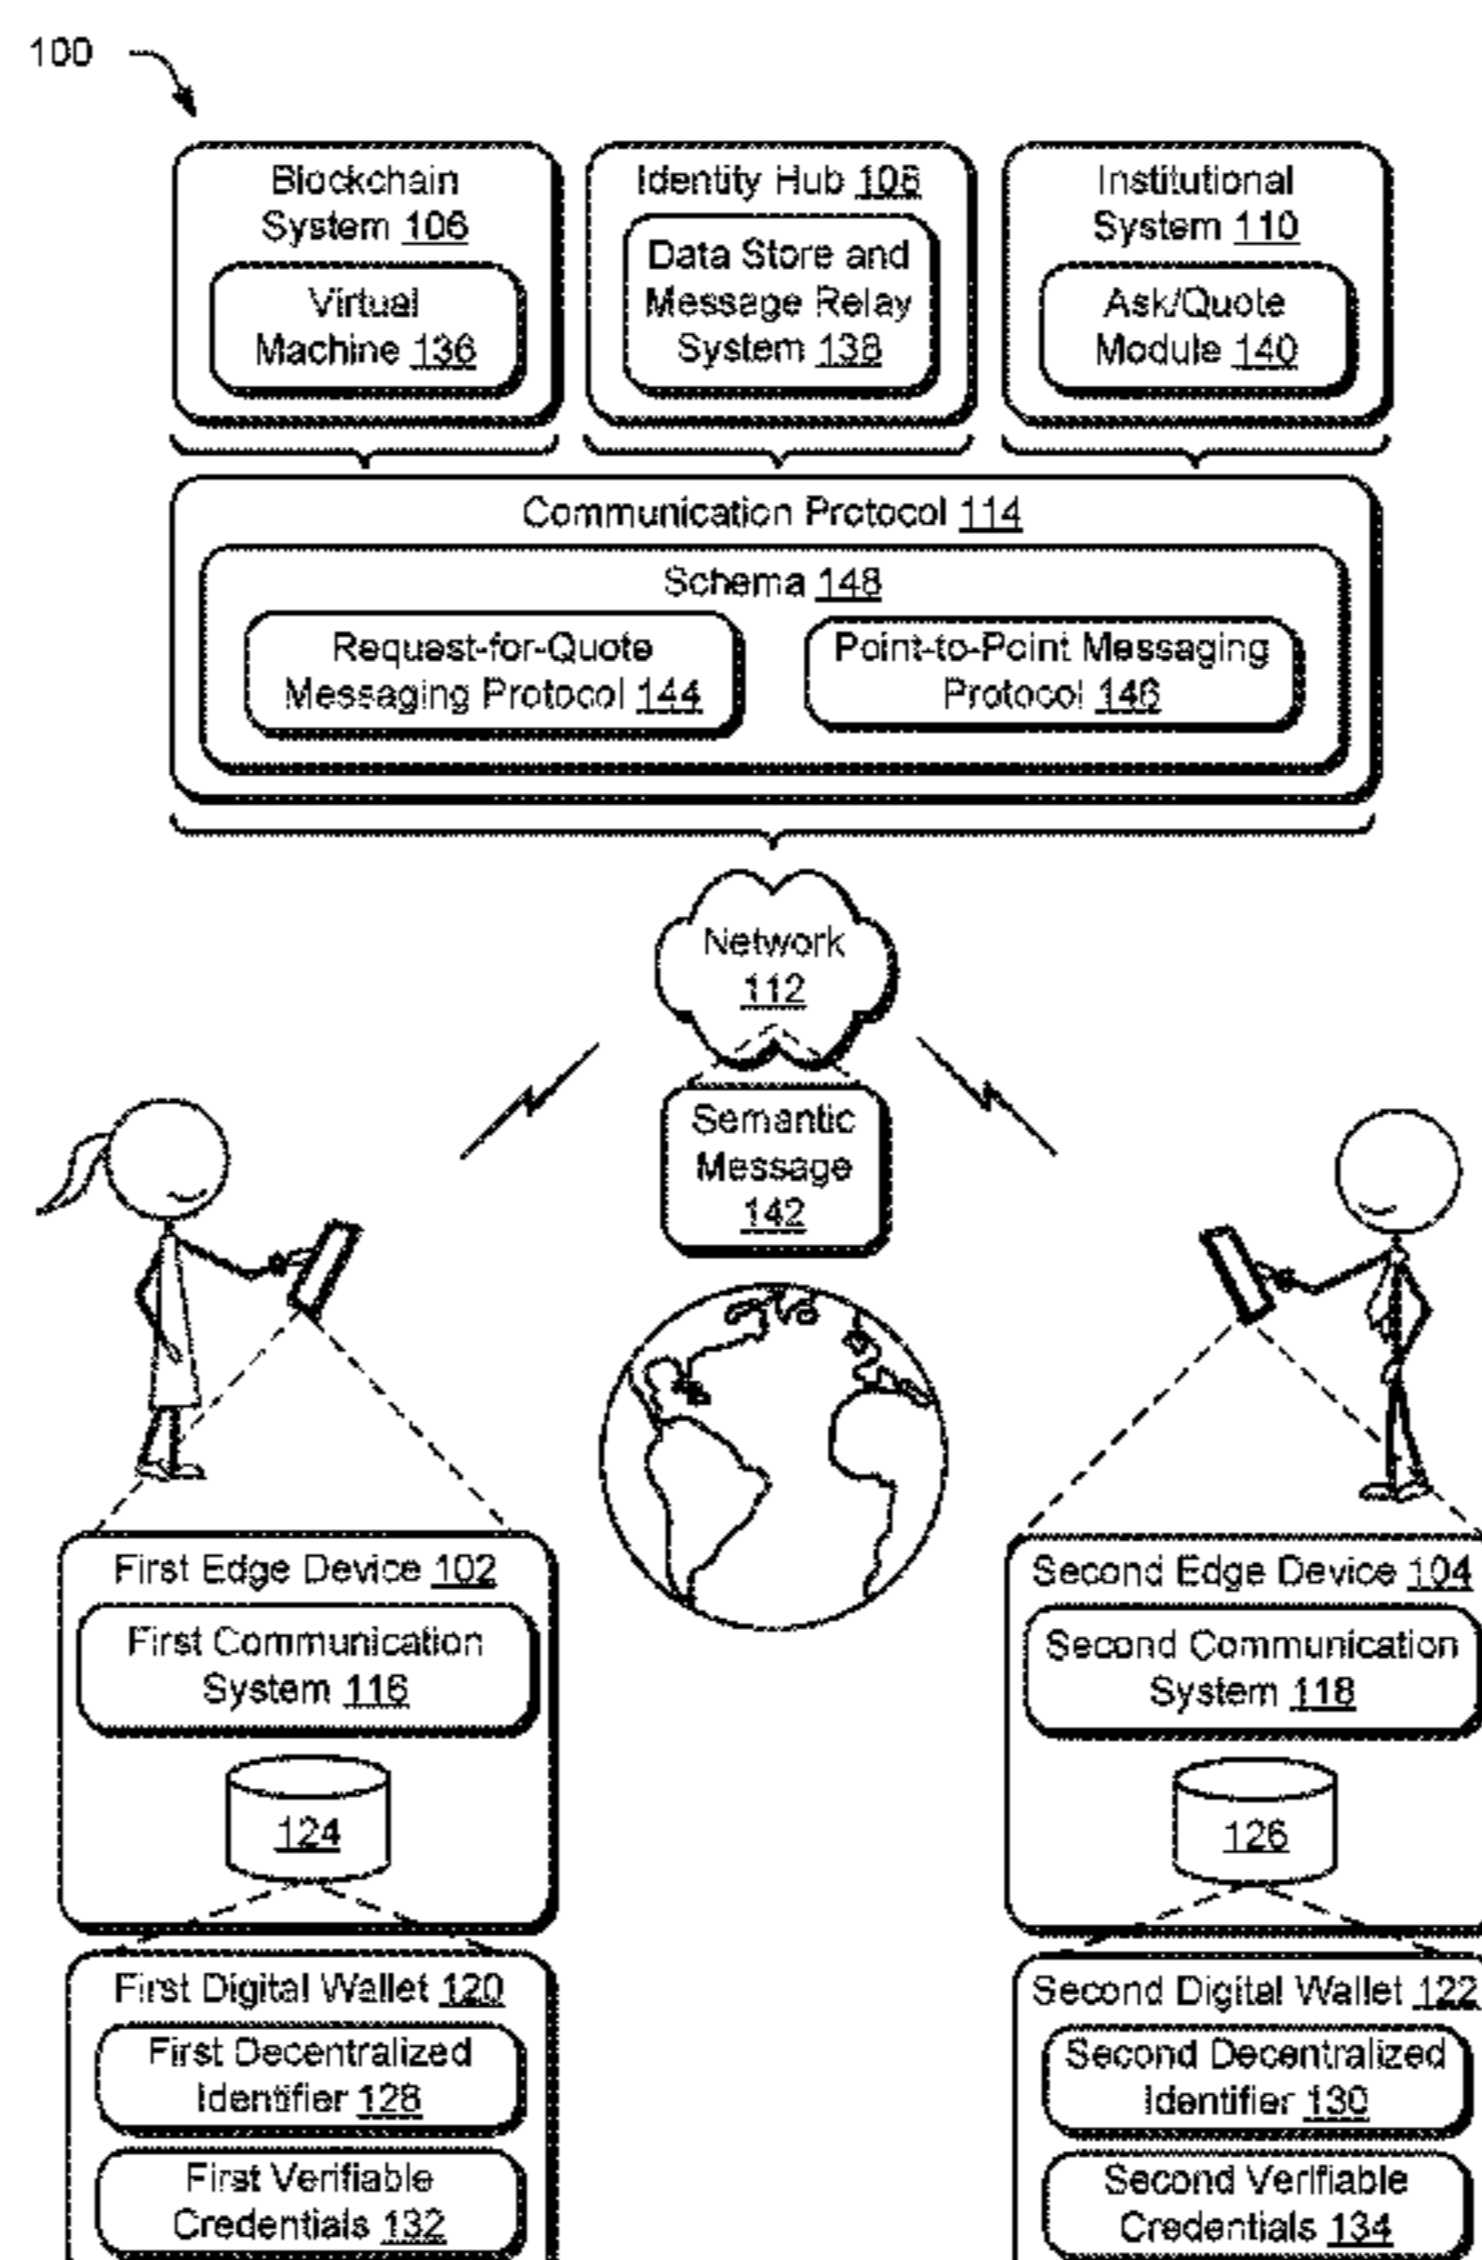 100
Blockchain
System 106
Virtual
Machine 136
Identity Hub 108
Data Store and
Message Relay
System 138
Institutional
System 110
Ask/Quote
Module 140
Communication Protocol 114
Schema 148
Request-for-Quote
Messaging Protocol 144
Point-to-Point Messaging
Protocol 146
Network
112
Semantic
Message
142
First Edge Device 102
First Communication
System 116
124
First Digital Wallet 120
First Decentralized
Identifier 128
First Verifiable
Credentials 132
Second Edge Device 104
Second Communication
System 118
126
Second Digital Wallet 122
Second Decentralized
Identifier 130
Second Verifiable
Credentials 134